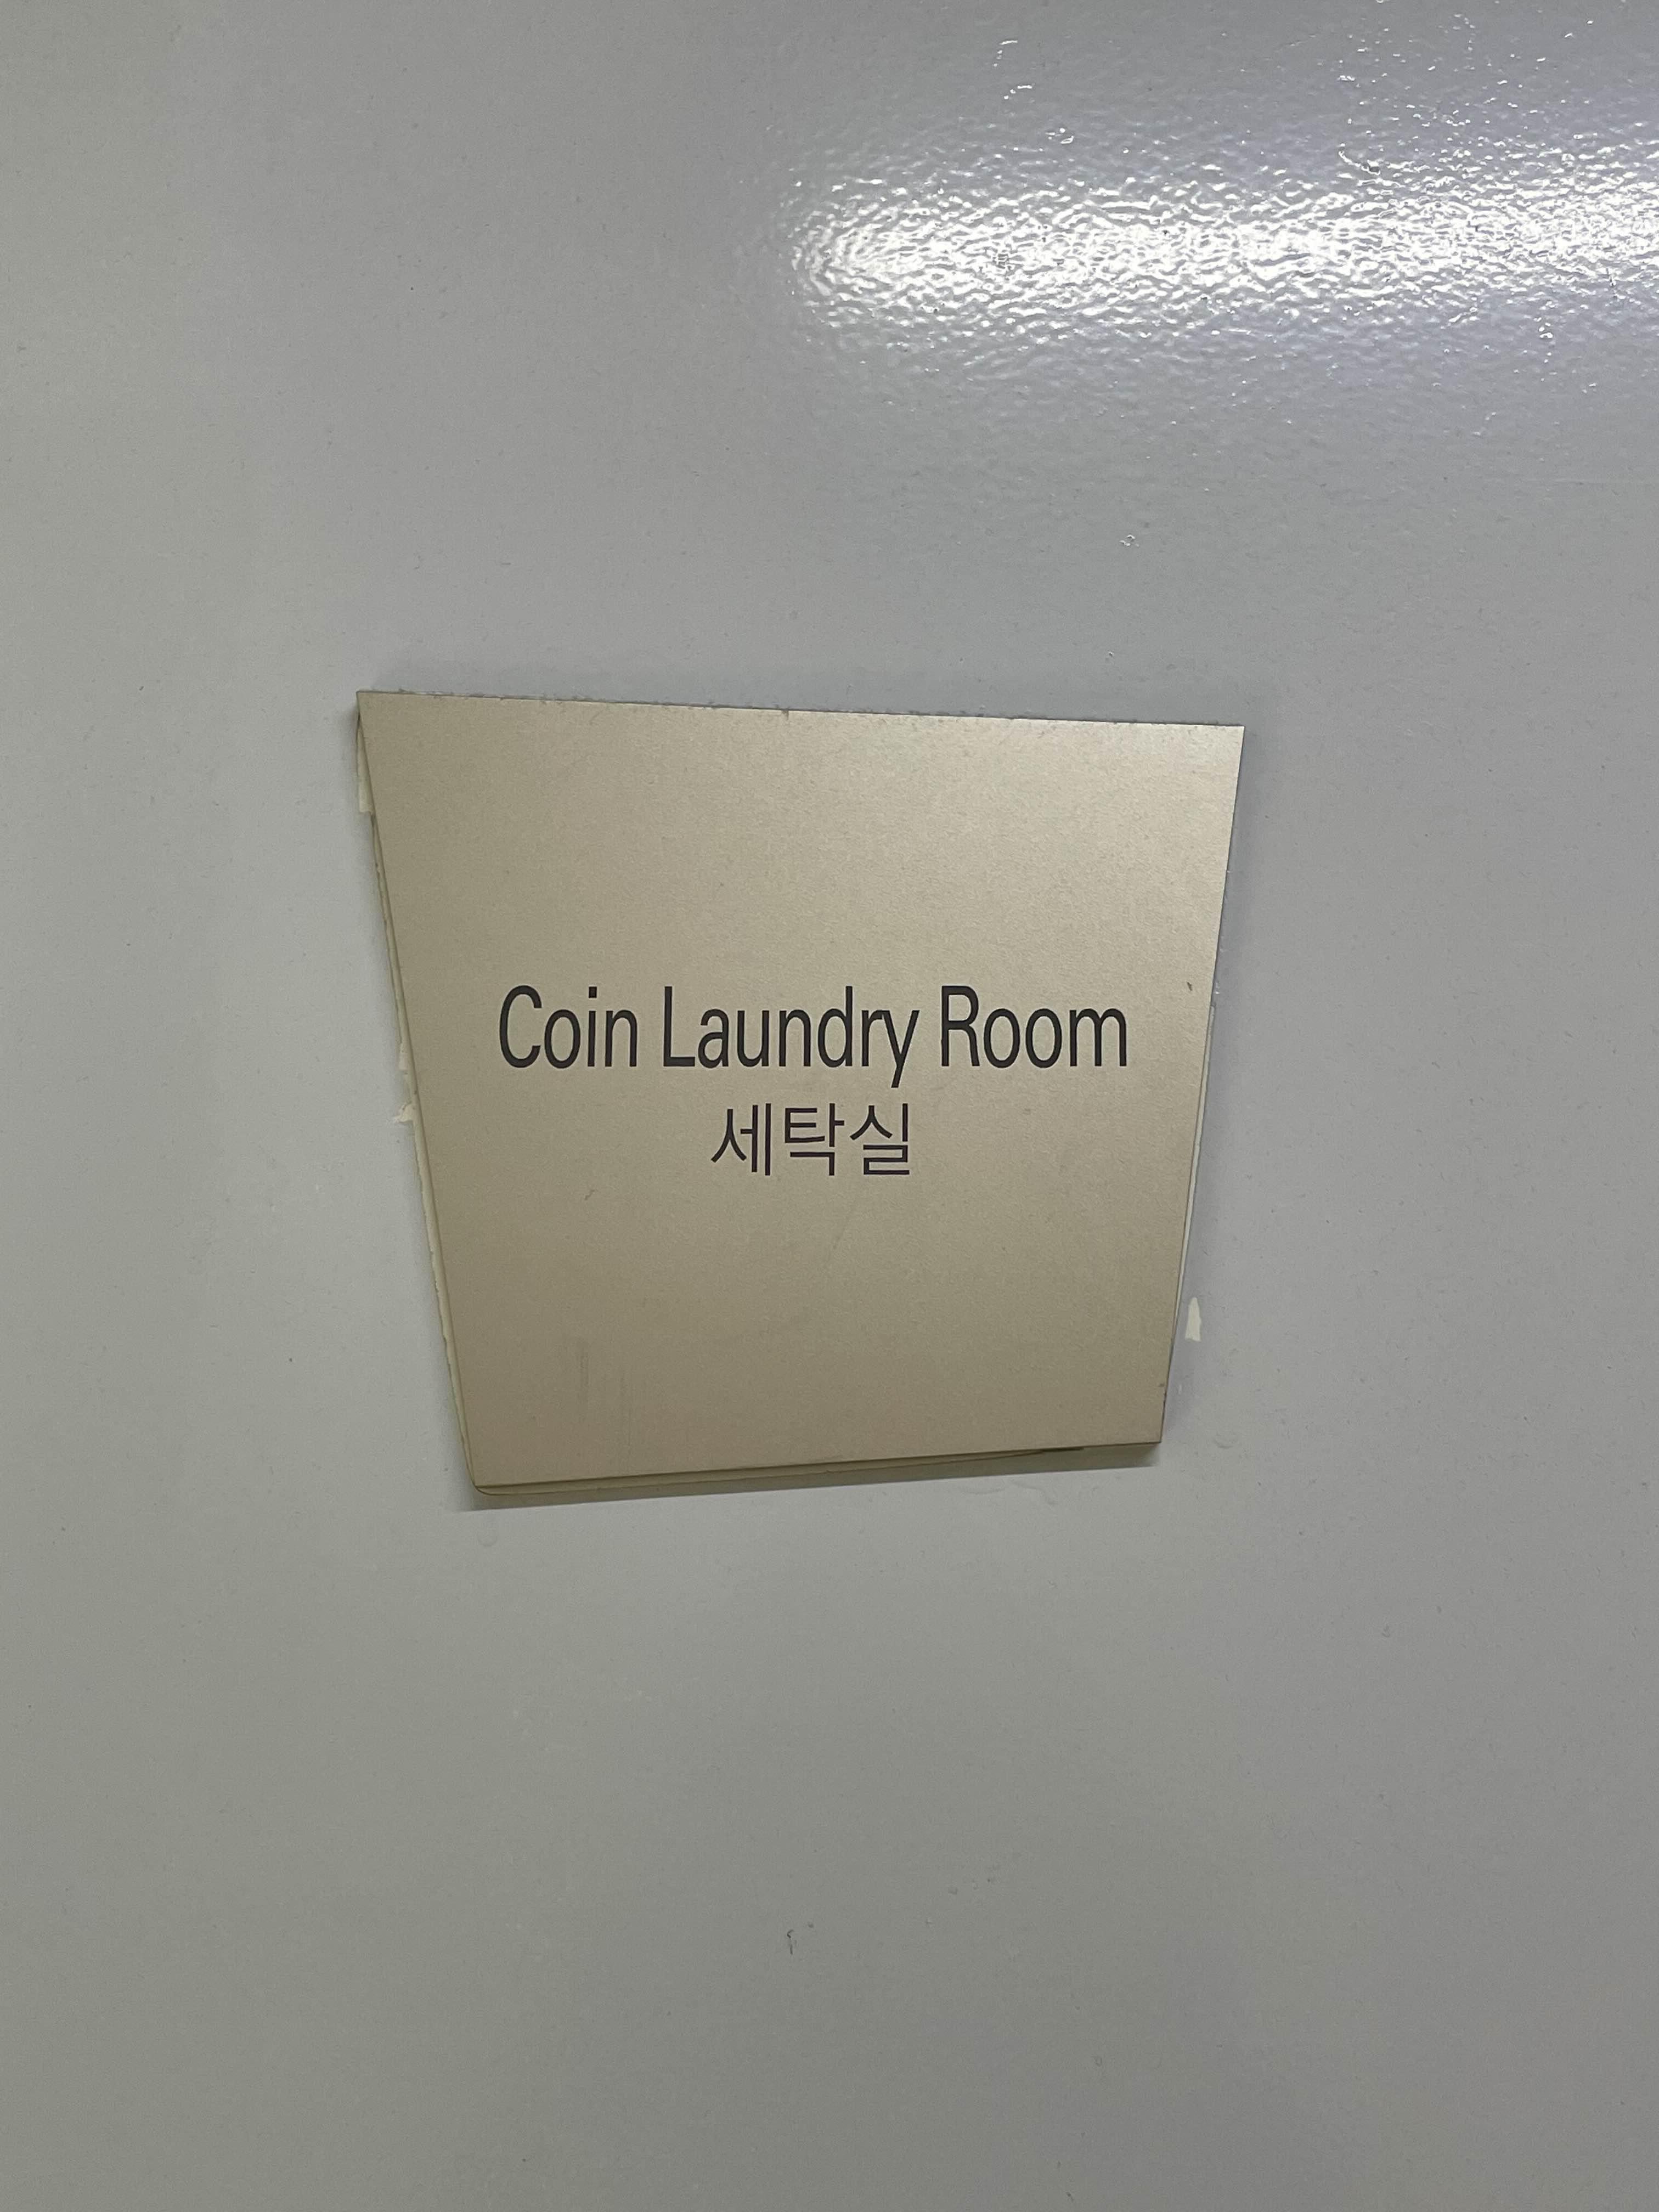 Coin Laundry Room
세탁실